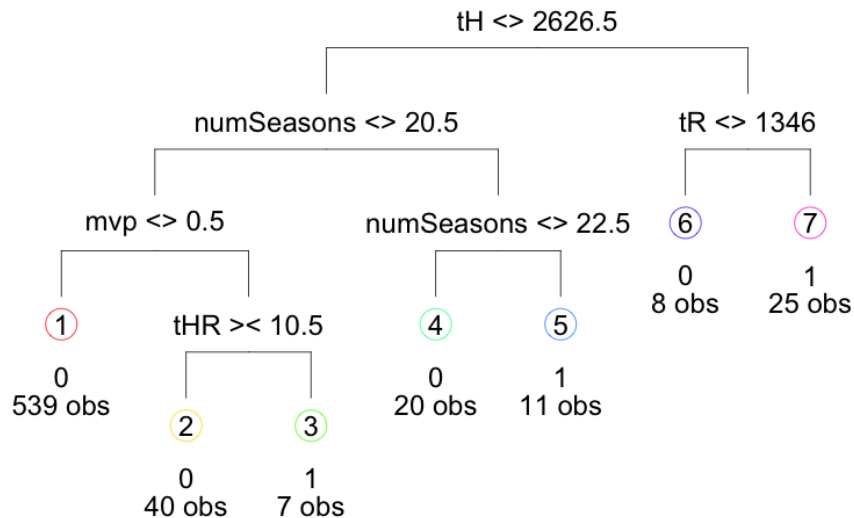 tH <> 2626.5
numSeasons <> 20.5
tR <> 1346
mvp <> 0.5
numSeasons <> 22.5
6
7
0
8 obs
1
25 obs
1
tHR >< 10.5
4
5
0
539 obs
0
20 obs
1
11 obs
2
3
0
40 obs
1
7 obs